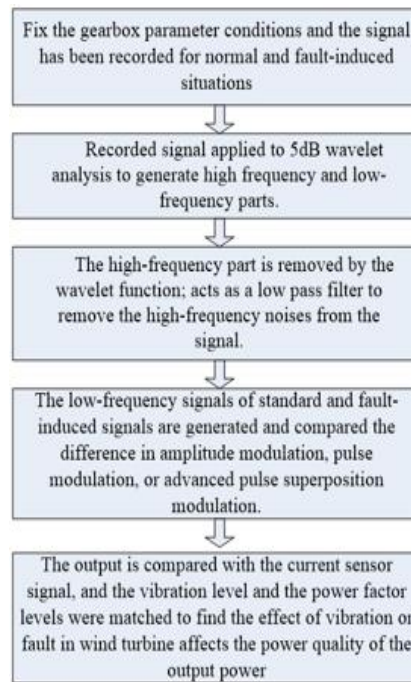 Fix the gearbox parameter conditions and the signal
has been recorded for normal and fault-induced
situations
Recorded signal applied to 5dB wavelet
analysis to generate high frequency and low-
frequency parts.
The high-frequency part is removed by the
wavelet function; acts as a low pass filter to
remove the high-frequency noises from the
signal.
The low-frequency signals of standard and fault-
induced signals are generated and compared the
difference in amplitude modulation, pulse
modulation, or advanced pulse superposition
modulation.
The output is compared with the current sensor
signal, and the vibration level and the power factor
levels were matched to find the effect of vibration or
fault in wind turbine affects the power quality of the
output power